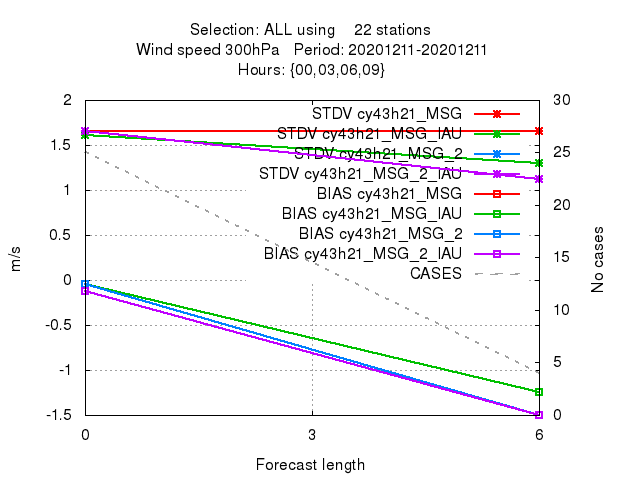 Selection: ALL using    22 stations
Wind speed 300hPa   Period: 20201211-20201211
Hours: {00,03,06,09}
2
1.5
1
0.5
0
-0.5
-1
-1.5
m/s
STDV cy43h21_MSG
STDV cy43h21_MSG_IAU
STDV cy43h21_MSG_2
STDV cy43h21_MSG_2_IAU
BIAS cy43h21_MSG
BIAS cy43h21_MSG_IAU
BIAS cy43h21_MSG_2
BIAS cy43h21_MSG_2_IAU
CASES
30
25
20
15
10
5
0
No cases
0 3 6
Forecast length